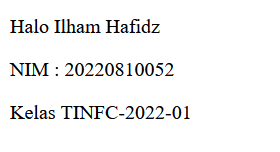 Halo Ilham Hafidz
NIM : 20220810052
Kelas TINFC-2022-01